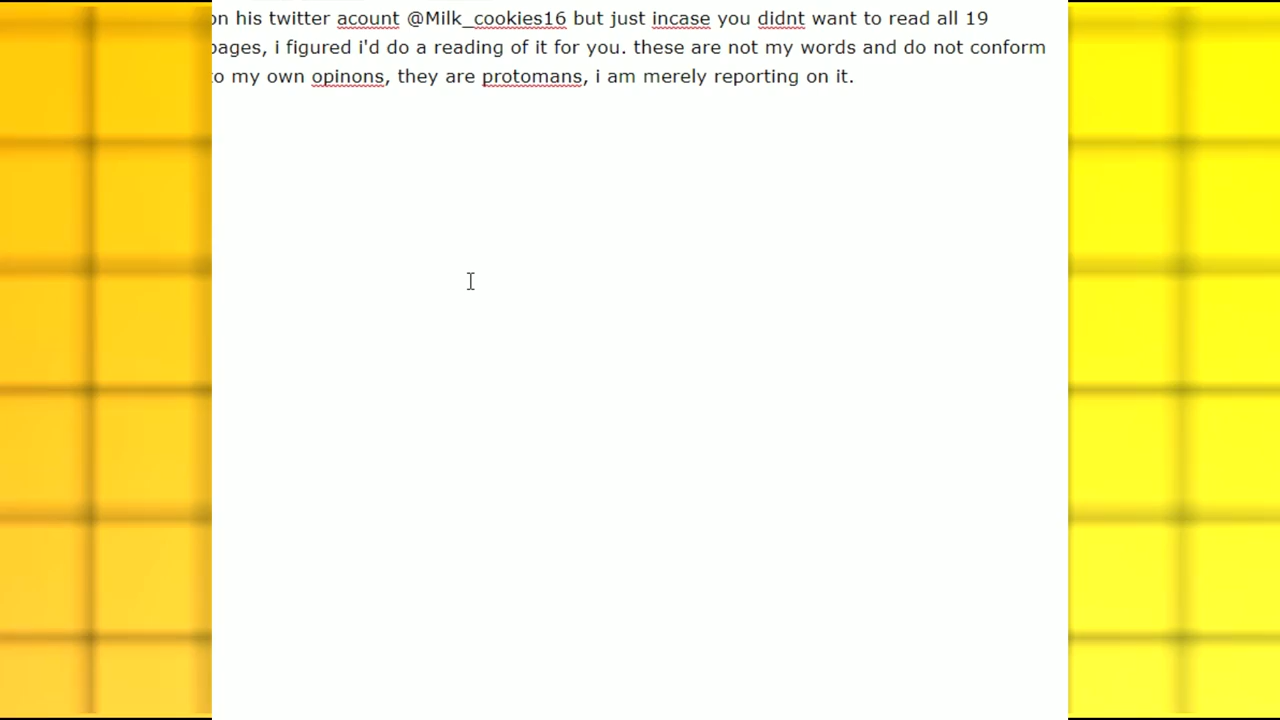 on his twitter acount @Milk_cookies16 but just incase you didnt want to read all 19
pages, i figured i'd do a reading of it for you. these are not my words and do not conform
to my own opinons, they are protomans, i am merely reporting on it.